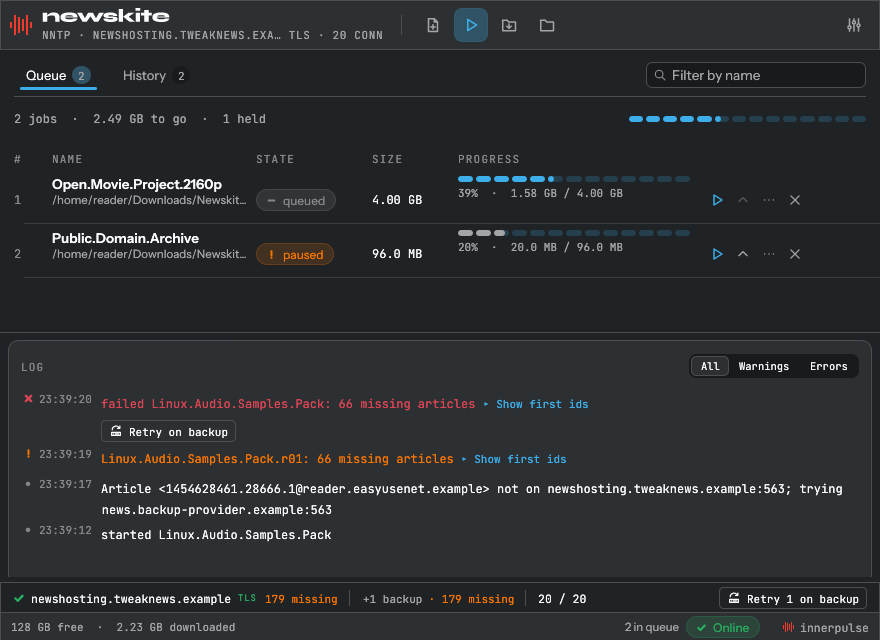 newskite
NNTP · NEWSHOSTING.TWEAKNEWS.EXA… TLS · 20 CONN
Queue 2 History 2
Filter by name
2 jobs · 2.49 GB to go · 1 held
# NAME STATE SIZE PROGRESS
Open.Movie.Project.2160p
1 /home/reader/Downloads/Newskit… queued 4.00 GB 39% · 1.58 GB / 4.00 GB
Public.Domain.Archive
2 /home/reader/Downloads/Newskit… paused 96.0 MB 20% · 20.0 MB / 96.0 MB
LOG All Warnings Errors
23:39:20 failed Linux.Audio.Samples.Pack: 66 missing articles ▸ Show first ids
Retry on backup
23:39:19 Linux.Audio.Samples.Pack.r01: 66 missing articles ▸ Show first ids
23:39:17 Article <1454628461.28666.1@reader.easyusenet.example> not on newshosting.tweaknews.example:563; trying
news.backup-provider.example:563
23:39:12 started Linux.Audio.Samples.Pack
newshosting.tweaknews.example TLS 179 missing +1 backup · 179 missing 20 / 20 Retry 1 on backup
128 GB free · 2.23 GB downloaded 2 in queue Online innerpulse